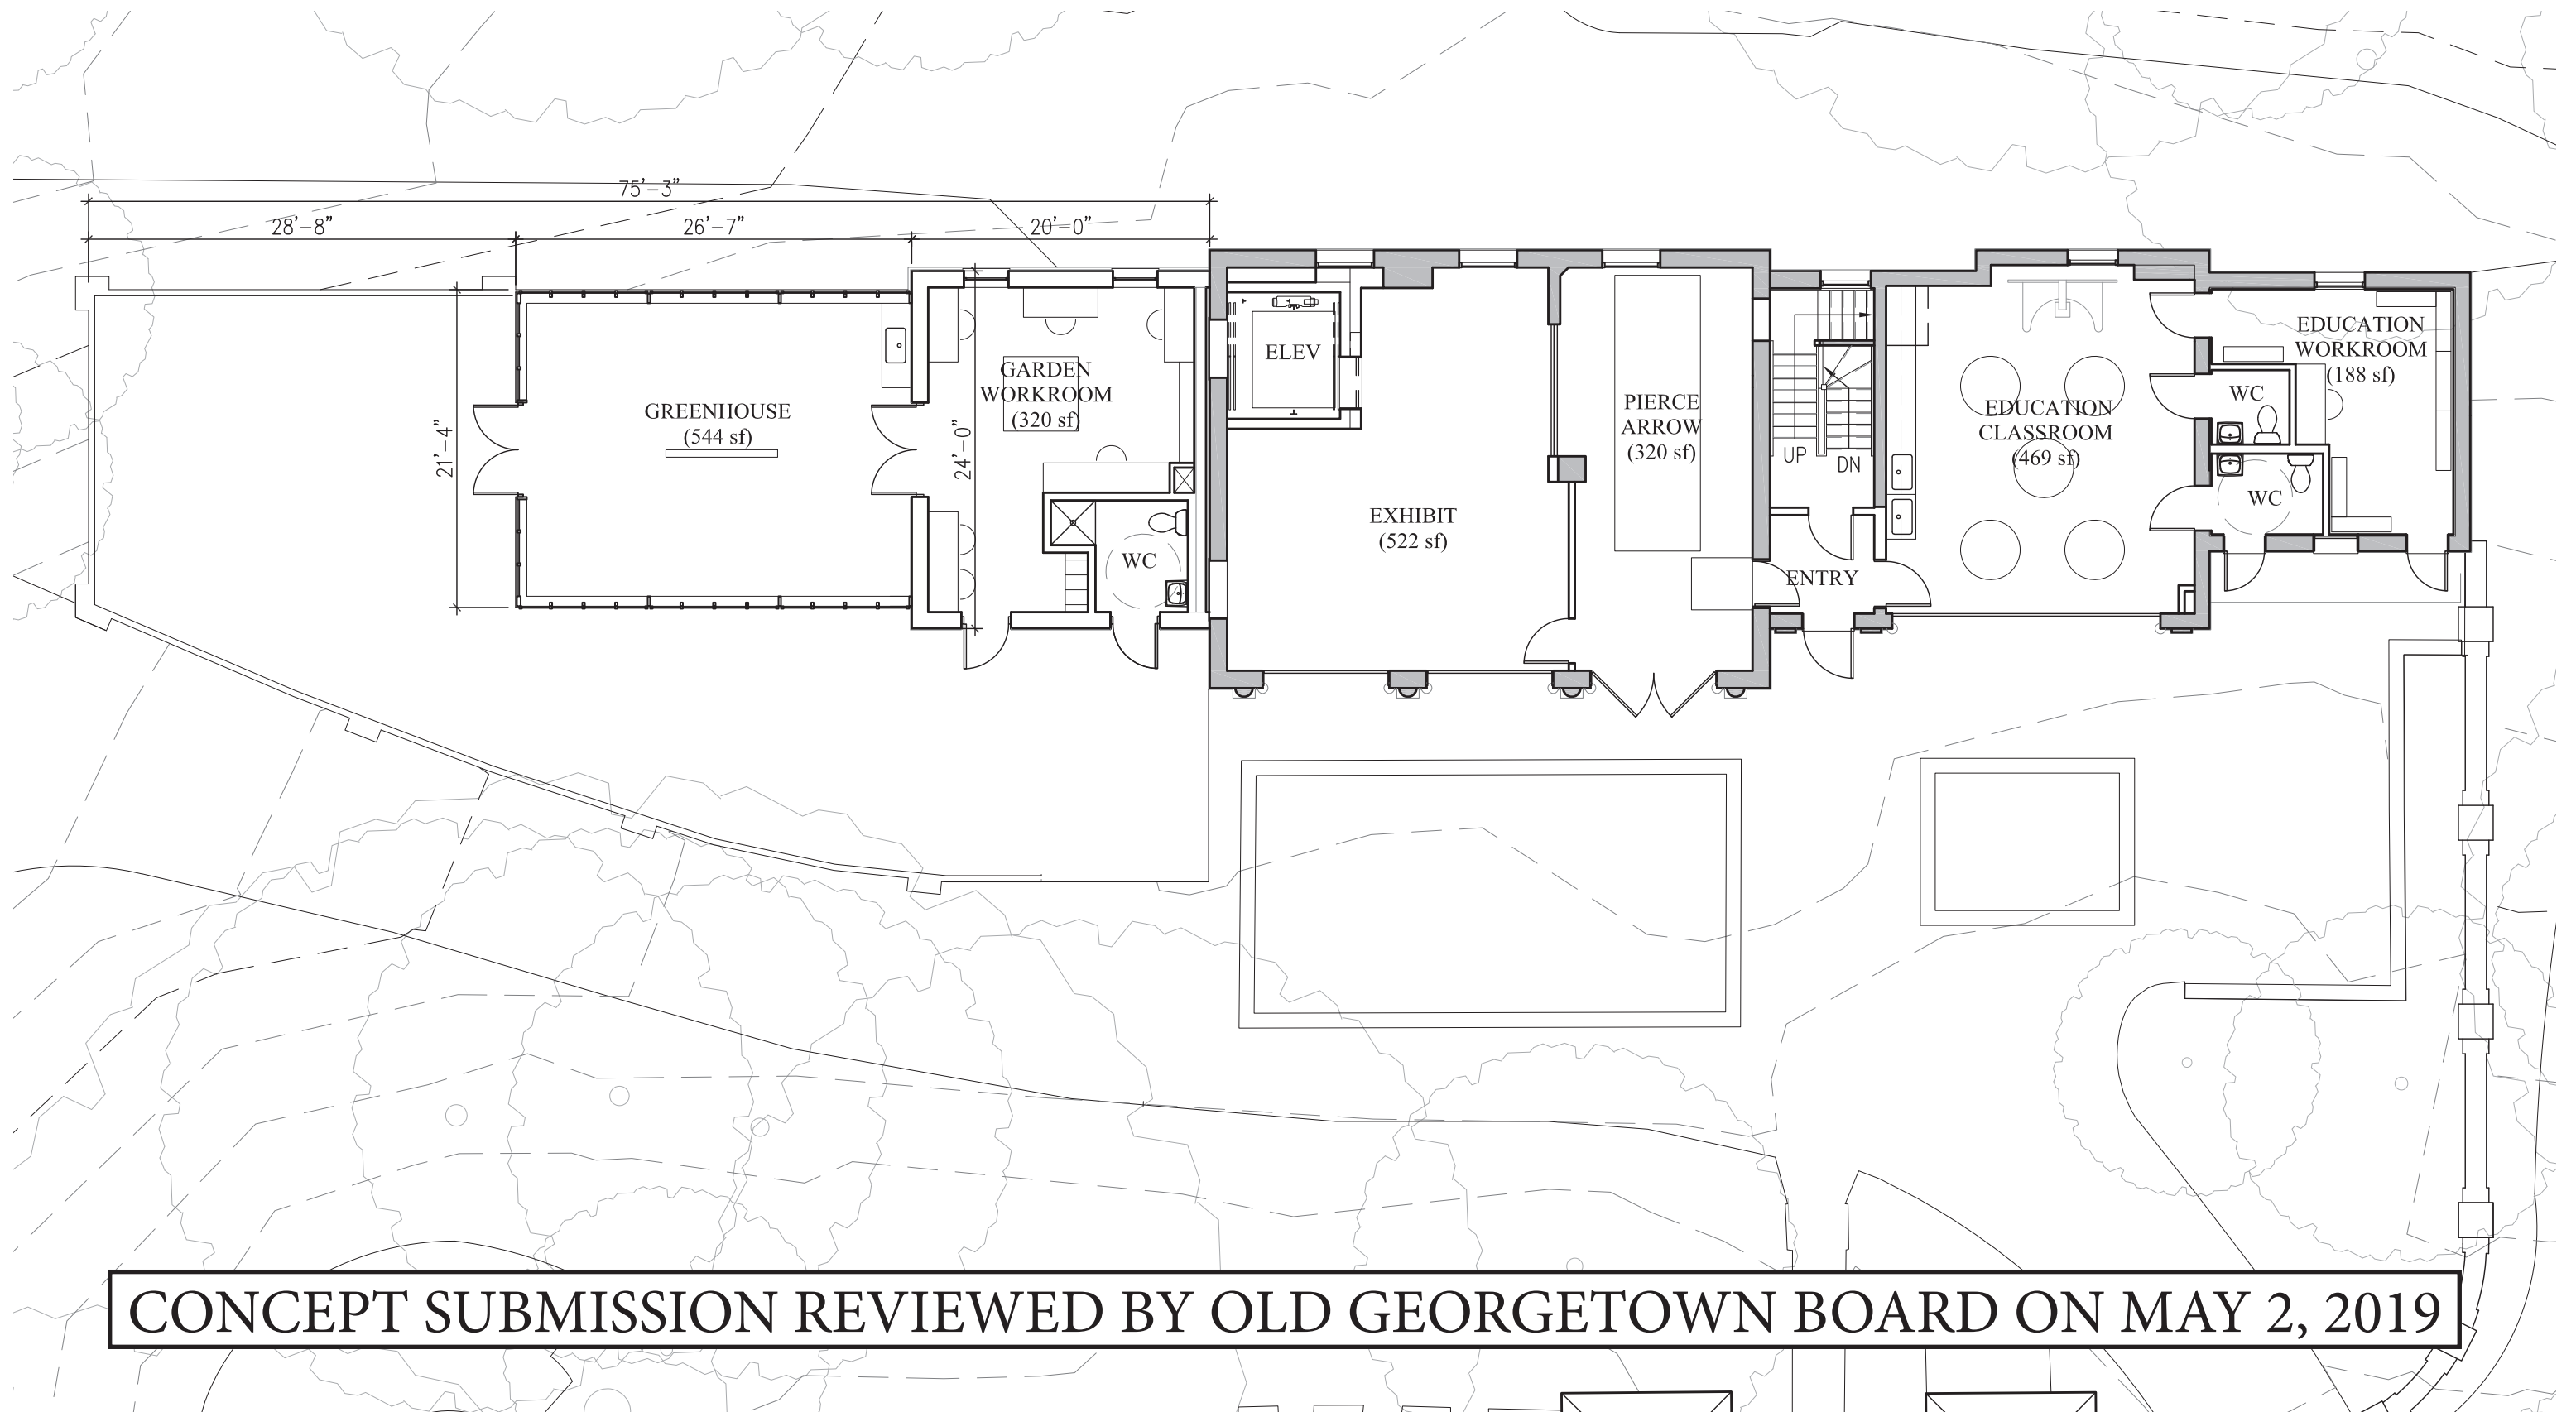 75'-3"
28'-8"
26'-7"
20'-0"
21'-4"
GREENHOUSE
(544 sf)
24'-0"
GARDEN
WORKROOM
(320 sf)
WC
ELEV
EXHIBIT
(522 sf)
PIERCE
ARROW
(320 sf)
UP
DN
ENTRY
EDUCATION
CLASSROOM
(469 sf)
EDUCATION
WORKROOM
(188 sf)
WC
WC
CONCEPT SUBMISSION REVIEWED BY OLD GEORGETOWN BOARD ON MAY 2, 2019